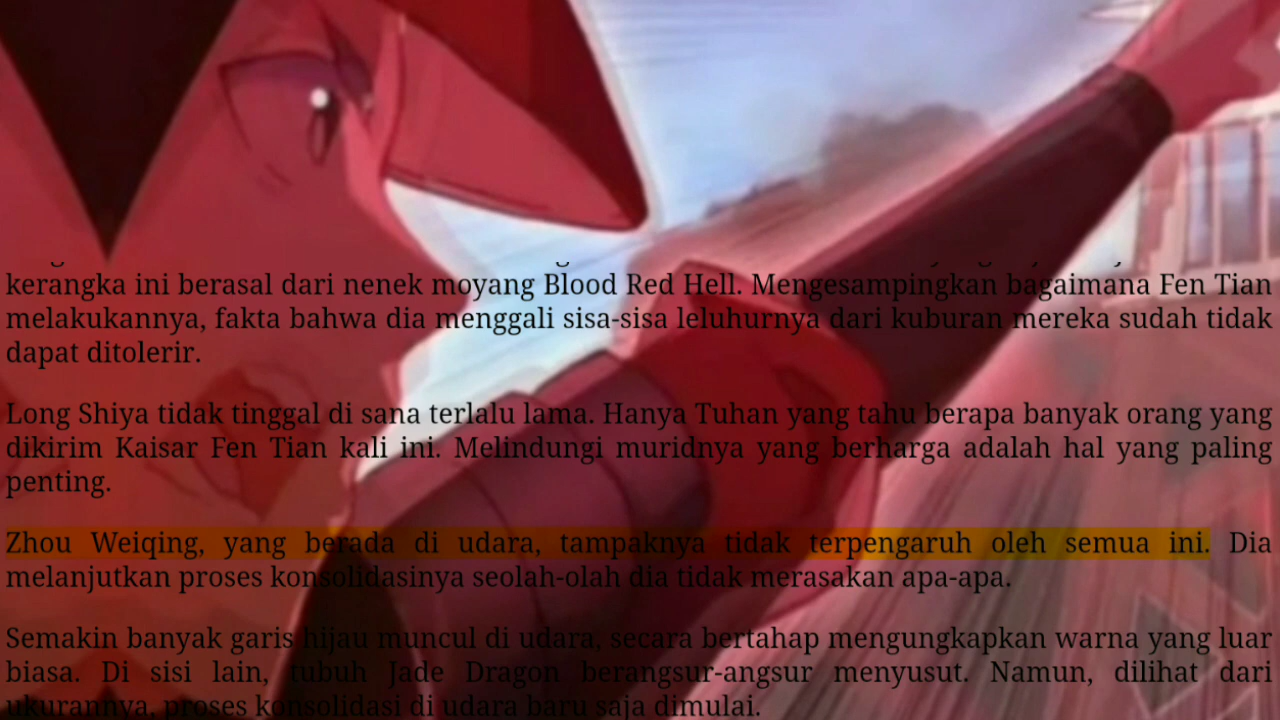 kerangka ini berasal dari nenek moyang Blood Red Hell. Mengesampingkan bagaimana Fen Tian
melakukannya, fakta bahwa dia menggali sisa-sisa leluhurnya dari kuburan mereka sudah tidak
dapat ditolerir.
Long Shiya tidak tinggal di sana terlalu lama. Hanya Tuhan yang tahu berapa banyak orang yang
dikirim Kaisar Fen Tian kali ini. Melindungi muridnya yang berharga adalah hal yang paling
penting.
Zhou Weiqing, yang berada di udara, tampaknya tidak terpengaruh oleh semua ini. Dia
melanjutkan proses konsolidasinya seolah-olah dia tidak merasakan apa-apa.
Semakin banyak garis hijau muncul di udara, secara bertahap mengungkapkan warna yang luar
biasa. Di sisi lain, tubuh Jade Dragon berangsur-angsur menyusut. Namun, dilihat dari
ukurannya, proses konsolidasi di udara baru saja dimulai.